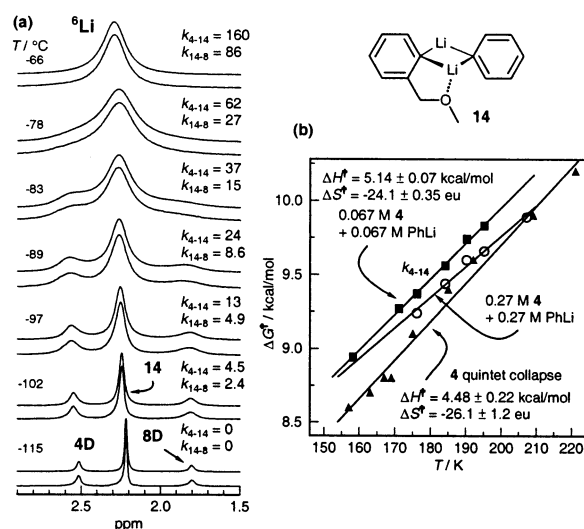 (a)
⁶Li
T / °C
-66
k4-14 = 160
k14-8 = 86
-78
k4-14 = 62
k14-8 = 27
-83
k4-14 = 37
k14-8 = 15
-89
k4-14 = 24
k14-8 = 8.6
-97
k4-14 = 13
k14-8 = 4.9
-102
14
k4-14 = 4.5
k14-8 = 2.4
-115
4D
8D
k4-14 = 0
k14-8 = 0
2.5 2.0 1.5
ppm
Li
Li
O
14
(b)
ΔG‡ / kcal/mol
10.0
9.5
9.0
8.5
ΔH‡ = 5.14 ± 0.07 kcal/mol
ΔS‡ = -24.1 ± 0.35 eu
0.067 M 4
+ 0.067 M PhLi
k4-14
0.27 M 4
+ 0.27 M PhLi
4 quintet collapse
ΔH‡ = 4.48 ± 0.22 kcal/mol
ΔS‡ = -26.1 ± 1.2 eu
150 160 170 180 190 200 210 220
T / K